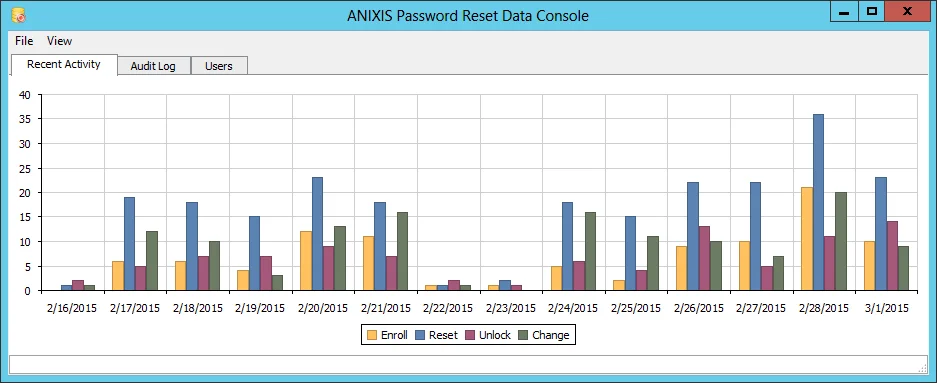 ANIXIS Password Reset Data Console
File View
Recent Activity Audit Log Users
40
35
30
25
20
15
10
5
0
2/16/2015 2/17/2015 2/18/2015 2/19/2015 2/20/2015 2/21/2015 2/22/2015 2/23/2015 2/24/2015 2/25/2015 2/26/2015 2/27/2015 2/28/2015 3/1/2015
Enroll Reset Unlock Change